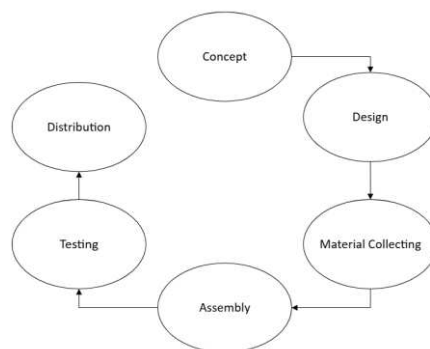 Concept
Design
Material Collecting
Assembly
Testing
Distribution